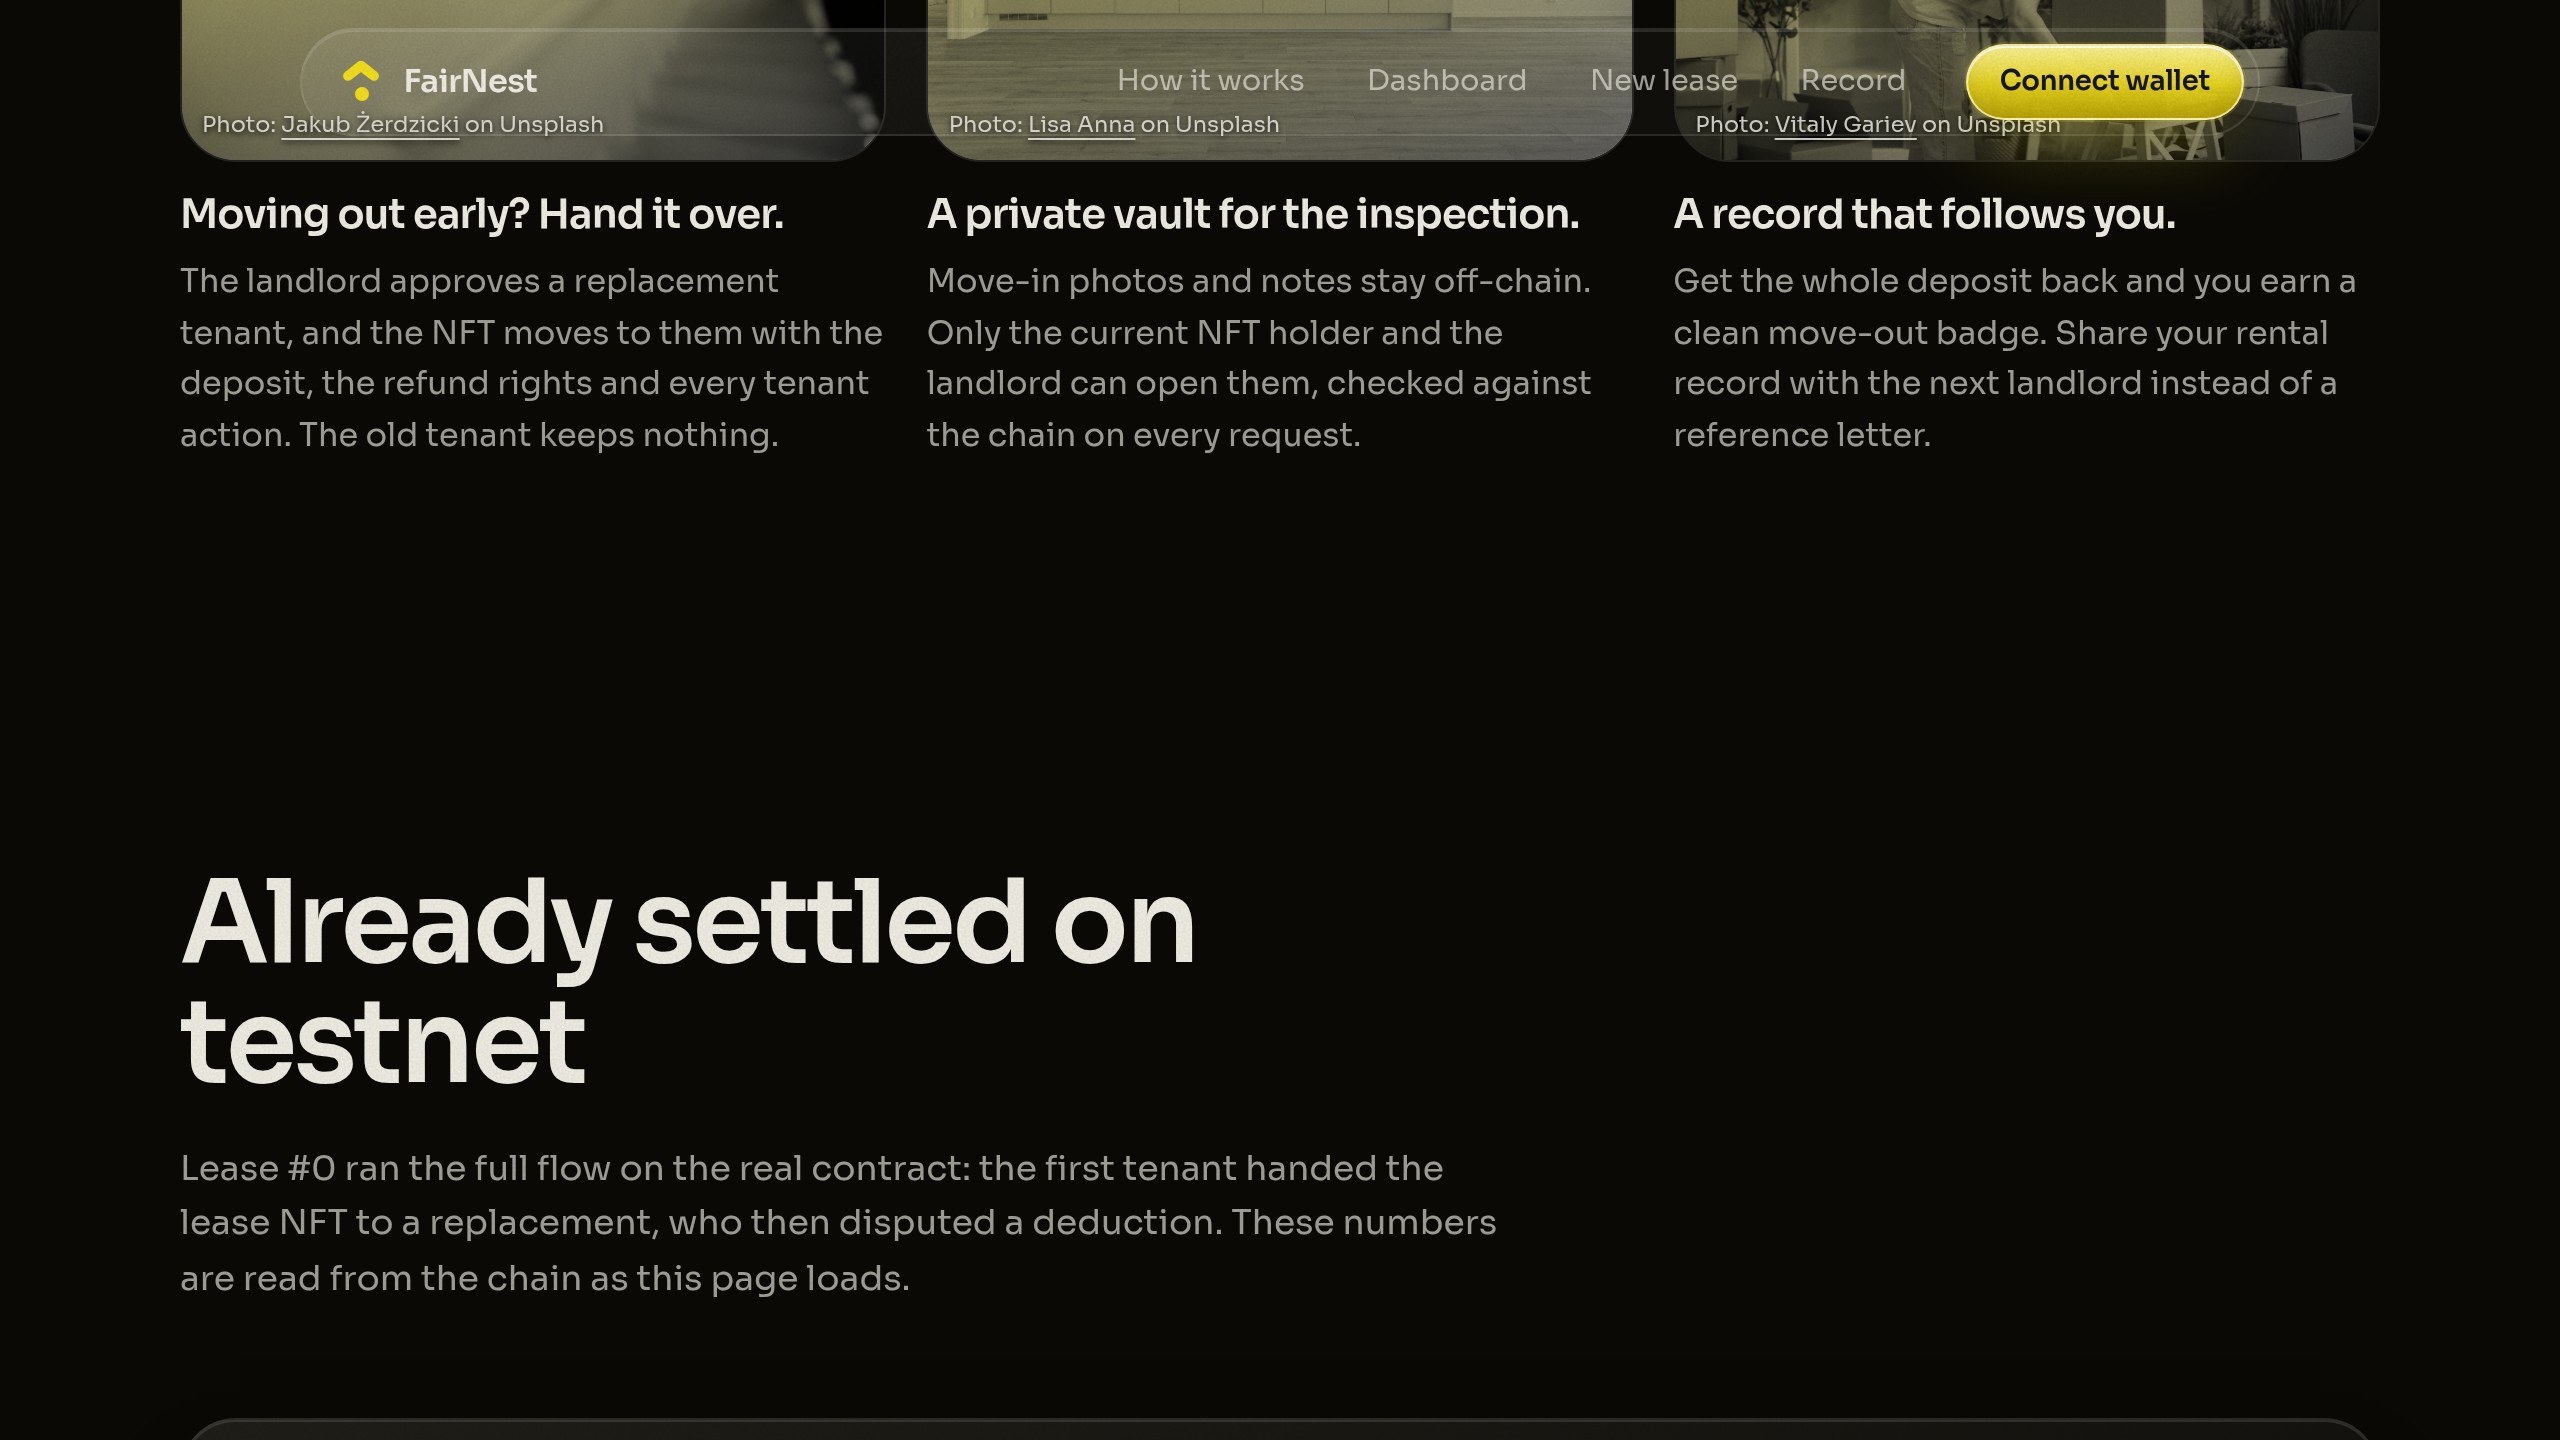 FairNest
How it works
Dashboard
New lease
Record
Connect wallet
Photo: Jakub Żerdzicki on Unsplash
Photo: Lisa Anna on Unsplash
Photo: Vitaly Gariev on Unsplash
Moving out early? Hand it over.
The landlord approves a replacement
tenant, and the NFT moves to them with the
deposit, the refund rights and every tenant
action. The old tenant keeps nothing.
A private vault for the inspection.
Move-in photos and notes stay off-chain.
Only the current NFT holder and the
landlord can open them, checked against
the chain on every request.
A record that follows you.
Get the whole deposit back and you earn a
clean move-out badge. Share your rental
record with the next landlord instead of a
reference letter.
Already settled on
testnet
Lease #0 ran the full flow on the real contract: the first tenant handed the
lease NFT to a replacement, who then disputed a deduction. These numbers
are read from the chain as this page loads.